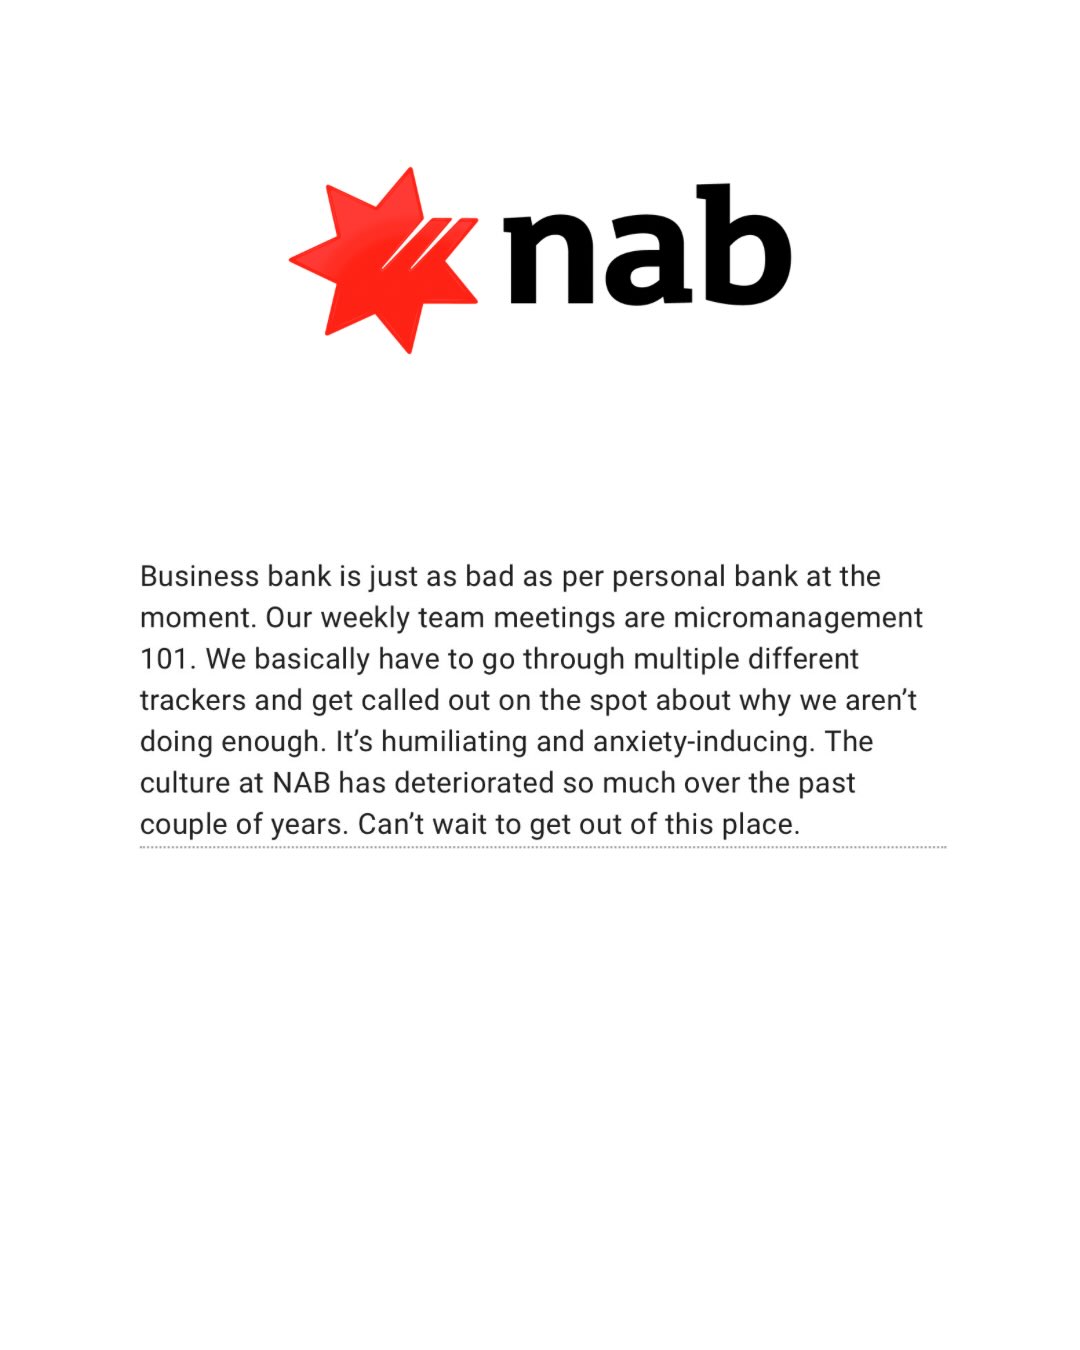 nab
Business bank is just as bad as per personal bank at the
moment. Our weekly team meetings are micromanagement
101. We basically have to go through multiple different
trackers and get called out on the spot about why we aren’t
doing enough. It’s humiliating and anxiety-inducing. The
culture at NAB has deteriorated so much over the past
couple of years. Can’t wait to get out of this place.